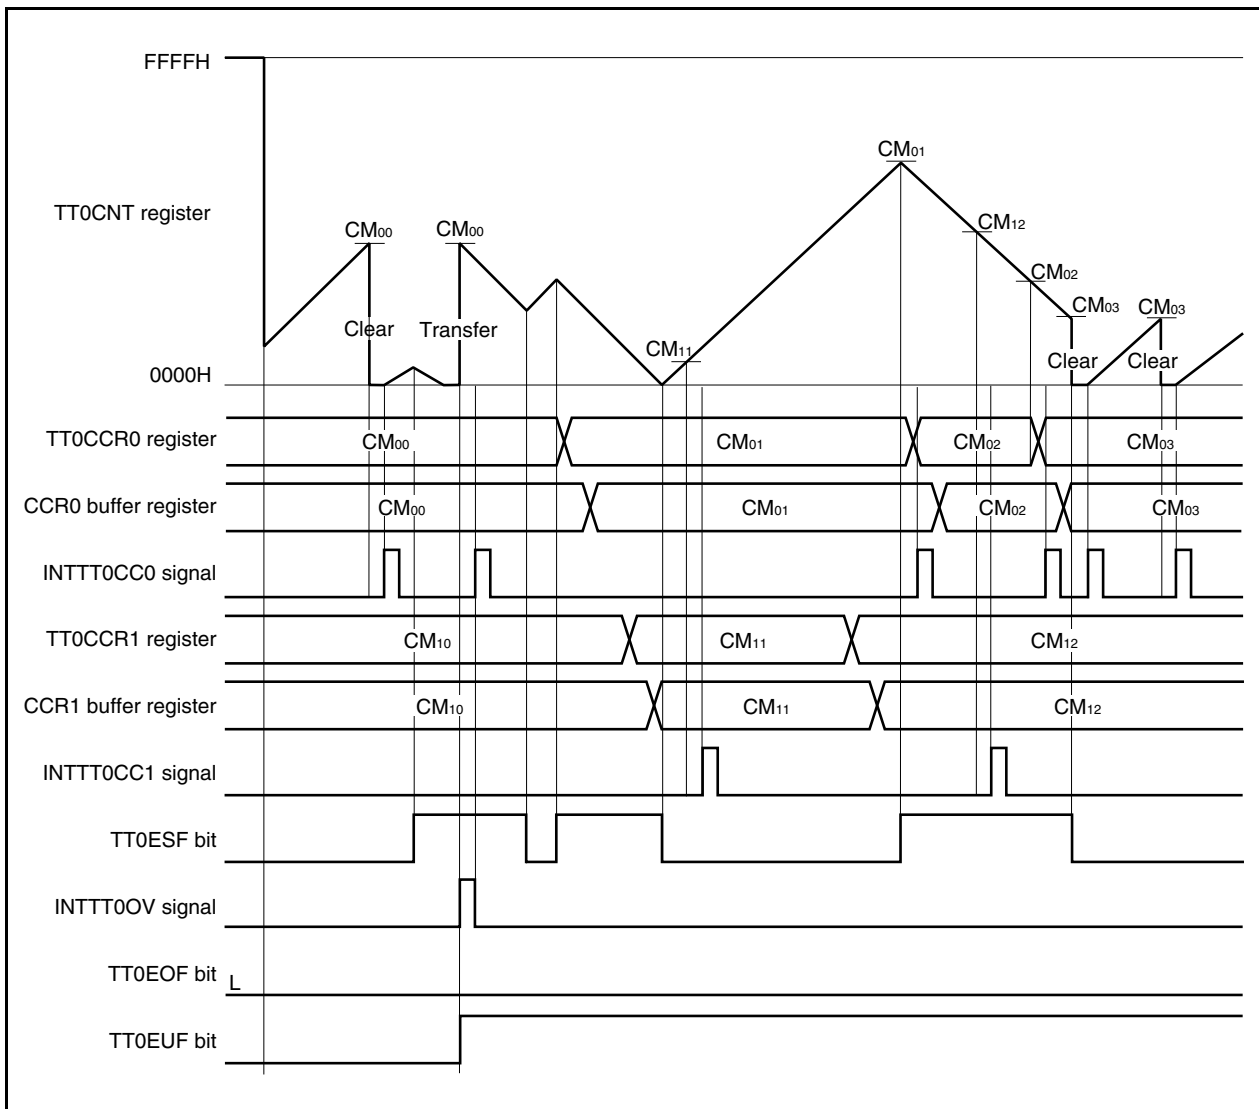 FFFFH
CM01
TT0CNT register
CM00
CM00
CM12
CM02
CM03
CM03
Clear
Transfer
CM11
Clear
Clear
0000H
TT0CCR0 register
CM00
CM01
CM02
CM03
CCR0 buffer register
CM00
CM01
CM02
CM03
INTTT0CC0 signal
TT0CCR1 register
CM10
CM11
CM12
CCR1 buffer register
CM10
CM11
CM12
INTTT0CC1 signal
TT0ESF bit
INTTT0OV signal
TT0EOF bit
L
TT0EUF bit